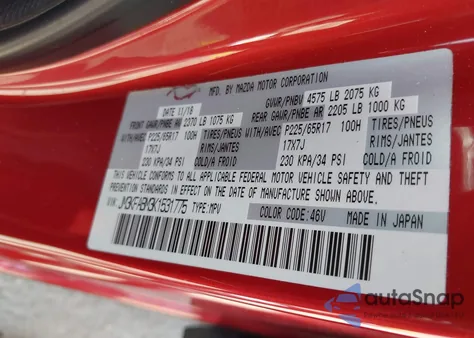 MFD. BY MAZDA MOTOR CORPORATION
DATE 11/18 GVWR/PNBV 4575 LB 2075 KG
FRONT GAWR/PNBE AV 2370 LB 1075 KG REAR GAWR/PNBE AR 2205 LB 1000 KG
WITH/AVEC P225/65R17 100H TIRES/PNEUS WITH/AVEC P225/65R17 100H TIRES/PNEUS
17X7J RIMS/JANTES 17X7J RIMS/JANTES
230 KPA/34 PSI 230 KPA/34 PSI
THIS VEHICLE CONFORMS TO ALL APPLICABLE FEDERAL MOTOR VEHICLE SAFETY AND THEFT
PREVENTION STANDARDS IN EFFECT ON THE DATE OF MANUFACTURE SHOWN ABOVE.
VIN: TYPE: MPV
COLOR CODE: 46V MADE IN JAPAN
autoSnap